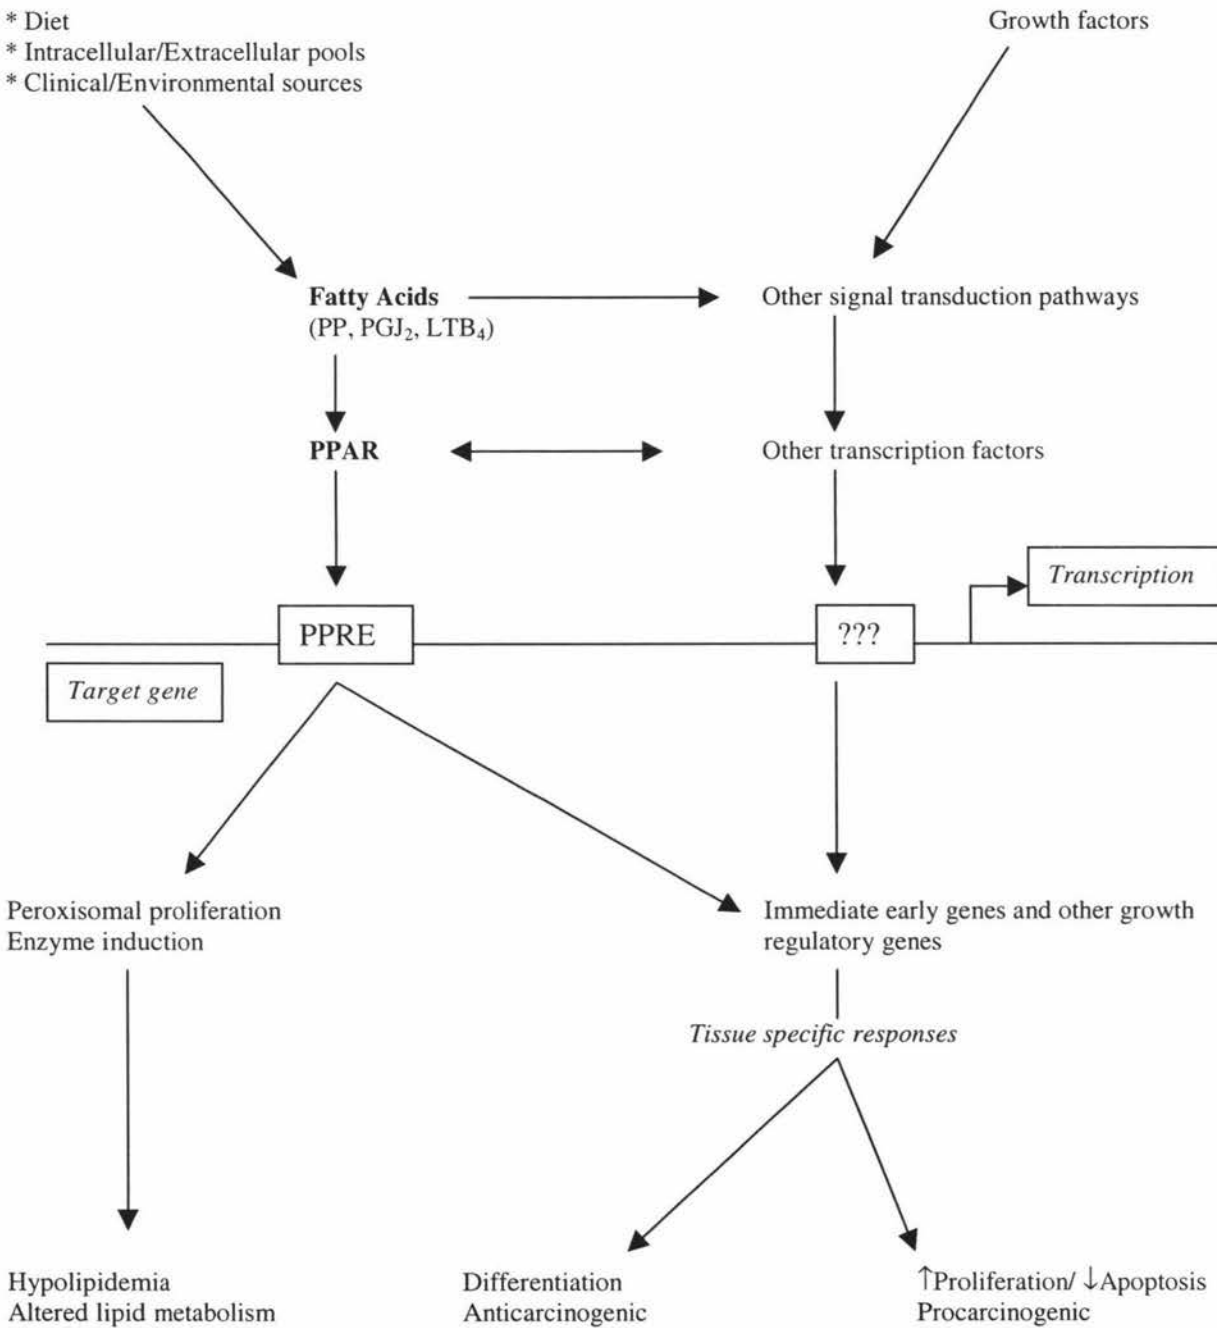 * Diet
* Intracellular/Extracellular pools
* Clinical/Environmental sources
Growth factors
Fatty Acids
(PP, PGJ₂, LTB₄)
Other signal transduction pathways
PPAR
Other transcription factors
Transcription
PPRE
???
Target gene
Peroxisomal proliferation
Enzyme induction
Immediate early genes and other growth
regulatory genes
Tissue specific responses
Hypolipidemia
Altered lipid metabolism
Differentiation
Anticarcinogenic
↑Proliferation/ ↓Apoptosis
Procarcinogenic